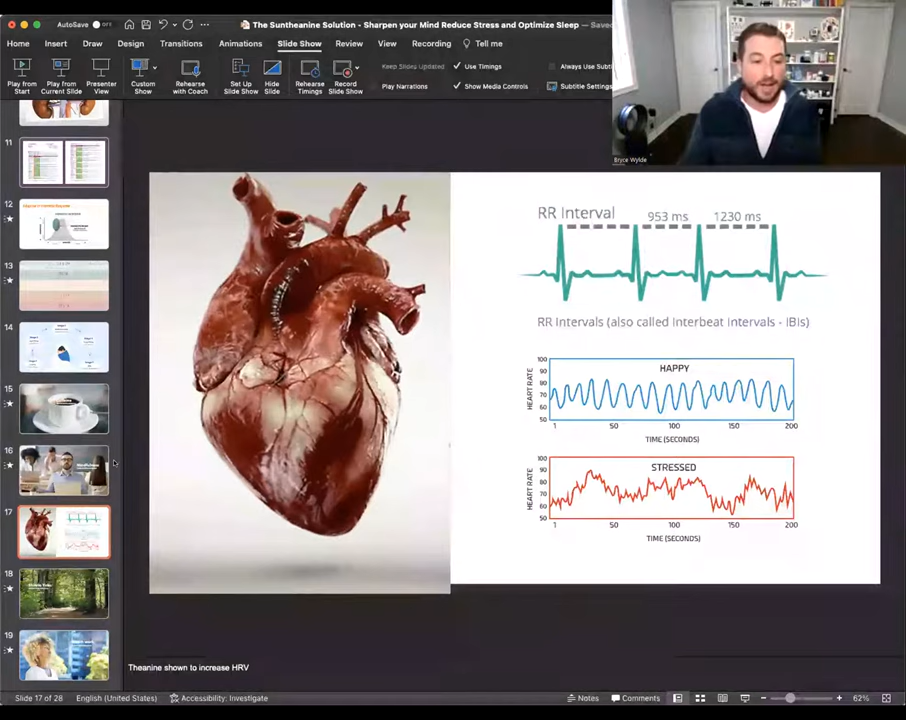 AutoSave OFF
The Suntheanine Solution - Sharpen your Mind Reduce Stress and Optimize Sleep — Saved
Home Insert Draw Design Transitions Animations Slide Show Review View Recording Tell me
Keep Slides Updated
Use Timings
Always Use Subti
Play from Start
Play from Current Slide
Presenter View
Custom Show
Rehearse with Coach
Set Up Slide Show
Hide Slide
Rehearse Timings
Record Slide Show
Play Narrations
Show Media Controls
Subtitle Settings
Bryce Wylde
11
12
13
14
15
16
Mindfulness
17
18
19
RR Interval
953 ms
1230 ms
RR Intervals (also called Interbeat Intervals - IBIs)
HAPPY
HEART RATE
100
90
80
70
60
50
1 50 100 150 200
TIME (SECONDS)
STRESSED
HEART RATE
100
90
80
70
60
50
1 50 100 150 200
TIME (SECONDS)
Theanine shown to increase HRV
Slide 17 of 28 English (United States) Accessibility: Investigate Notes Comments 62%